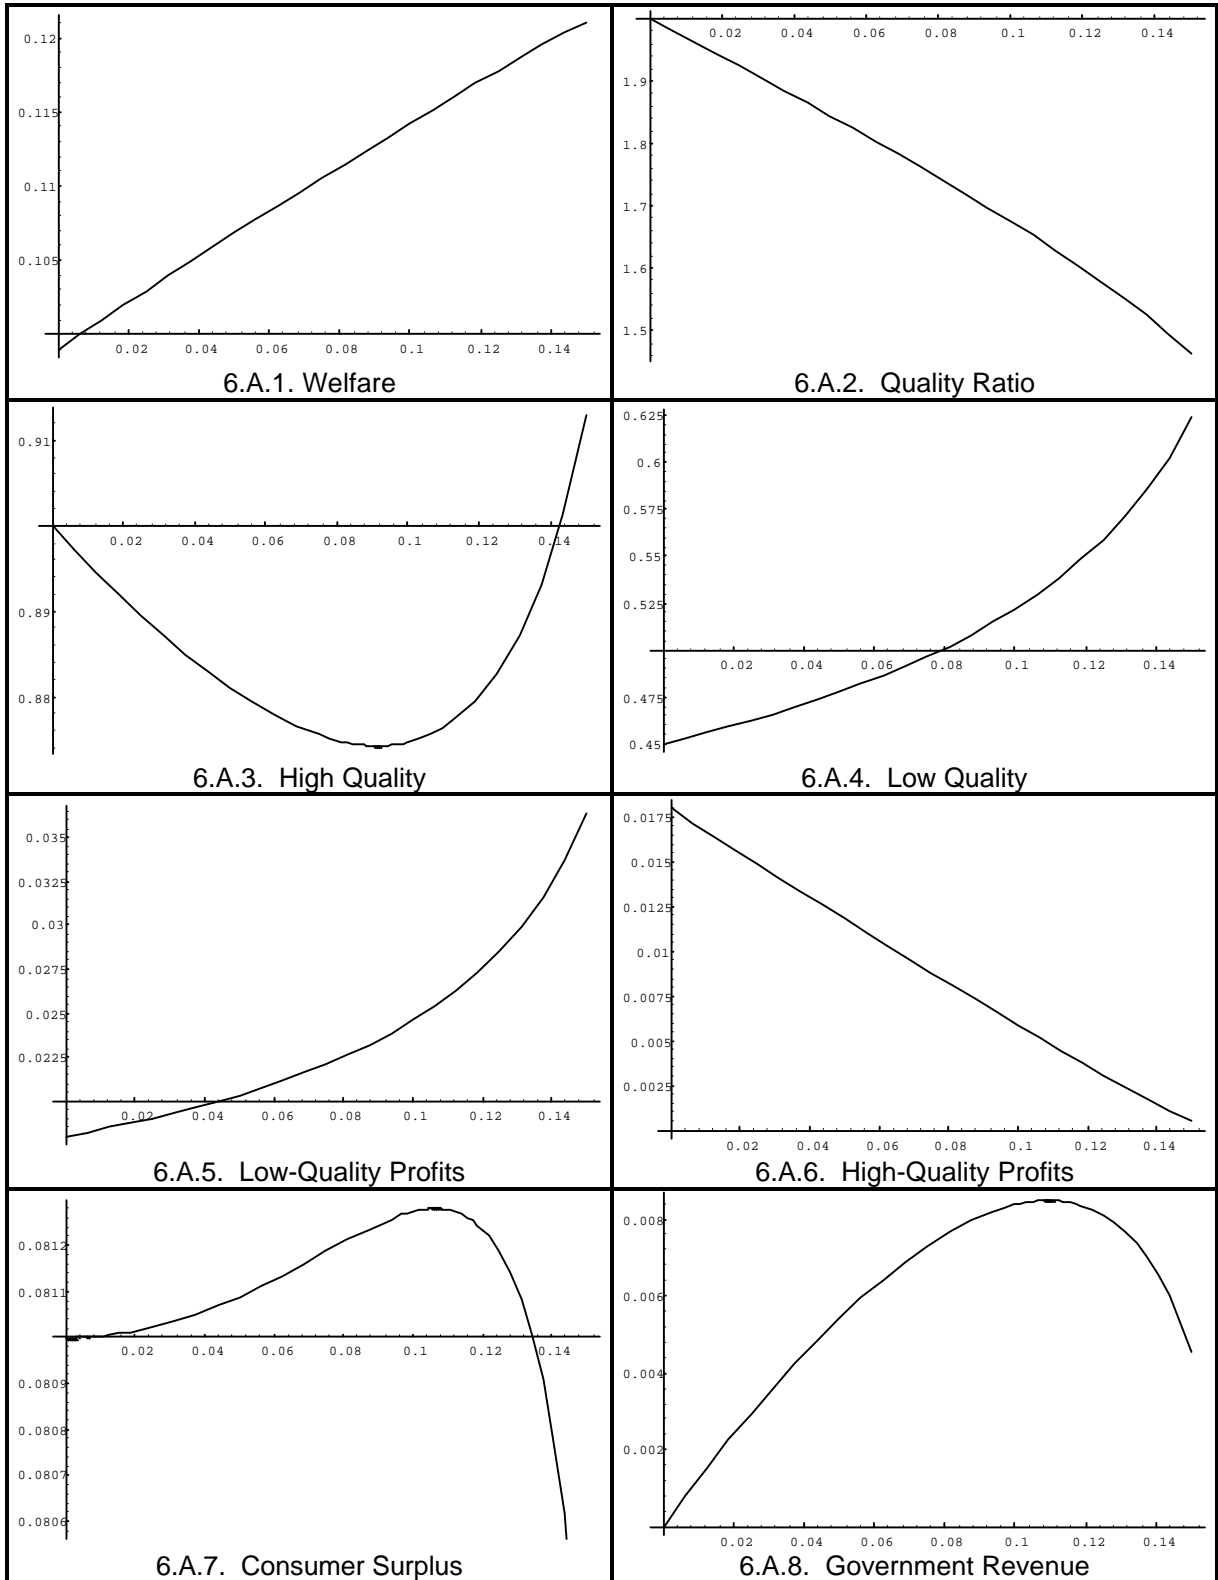 0.12
0.115
0.11
0.105
0.02 0.04 0.06 0.08 0.1 0.12 0.14
6.A.1. Welfare
0.02 0.04 0.06 0.08 0.1 0.12 0.14
1.9
1.8
1.7
1.6
1.5
6.A.2. Quality Ratio
0.91
0.02 0.04 0.06 0.08 0.1 0.12 0.14
0.89
0.88
6.A.3. High Quality
0.625
0.6
0.575
0.55
0.525
0.02 0.04 0.06 0.08 0.1 0.12 0.14
0.475
0.45
6.A.4. Low Quality
0.035
0.0325
0.03
0.0275
0.025
0.0225
0.02 0.04 0.06 0.08 0.1 0.12 0.14
6.A.5. Low-Quality Profits
0.0175
0.015
0.0125
0.01
0.0075
0.005
0.0025
0.02 0.04 0.06 0.08 0.1 0.12 0.14
6.A.6. High-Quality Profits
0.0812
0.0811
0.02 0.04 0.06 0.08 0.1 0.12 0.14
0.0809
0.0808
0.0807
0.0806
6.A.7. Consumer Surplus
0.008
0.006
0.004
0.002
0.02 0.04 0.06 0.08 0.1 0.12 0.14
6.A.8. Government Revenue